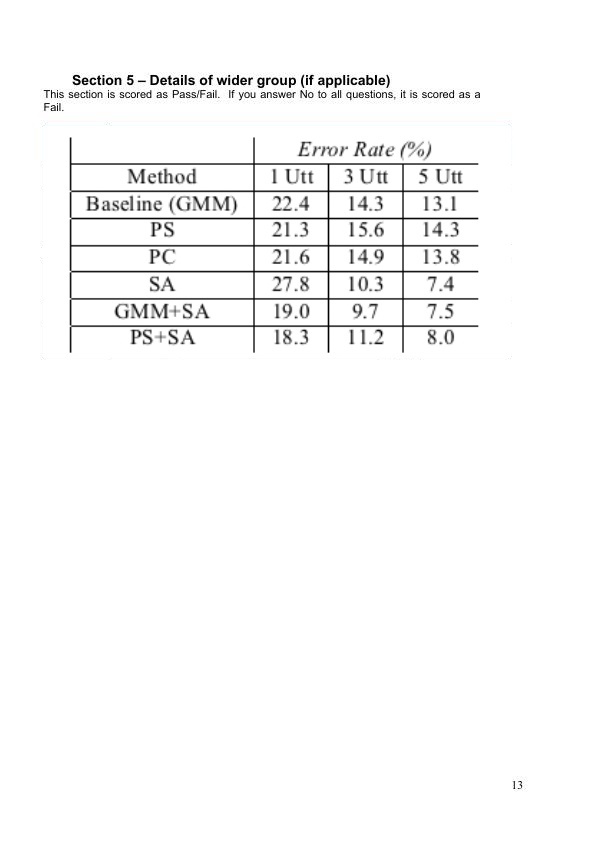 Section 5 – Details of wider group (if applicable)
This section is scored as Pass/Fail.  If you answer No to all questions, it is scored as a
Fail.
Error Rate (%)
Method 1 Utt 3 Utt 5 Utt
Baseline (GMM) 22.4 14.3 13.1
PS 21.3 15.6 14.3
PC 21.6 14.9 13.8
SA 27.8 10.3 7.4
GMM+SA 19.0 9.7 7.5
PS+SA 18.3 11.2 8.0
13